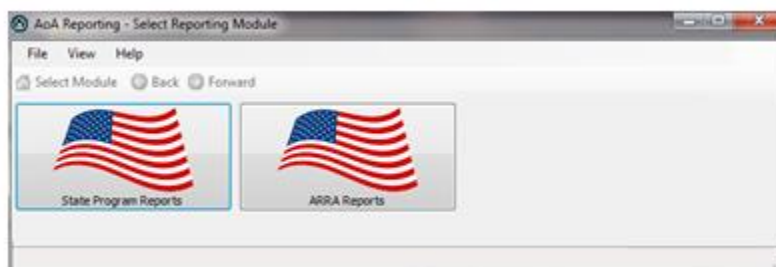 AoA Reporting - Select Reporting Module
File View Help
Select Module Back Forward
State Program Reports ARRA Reports